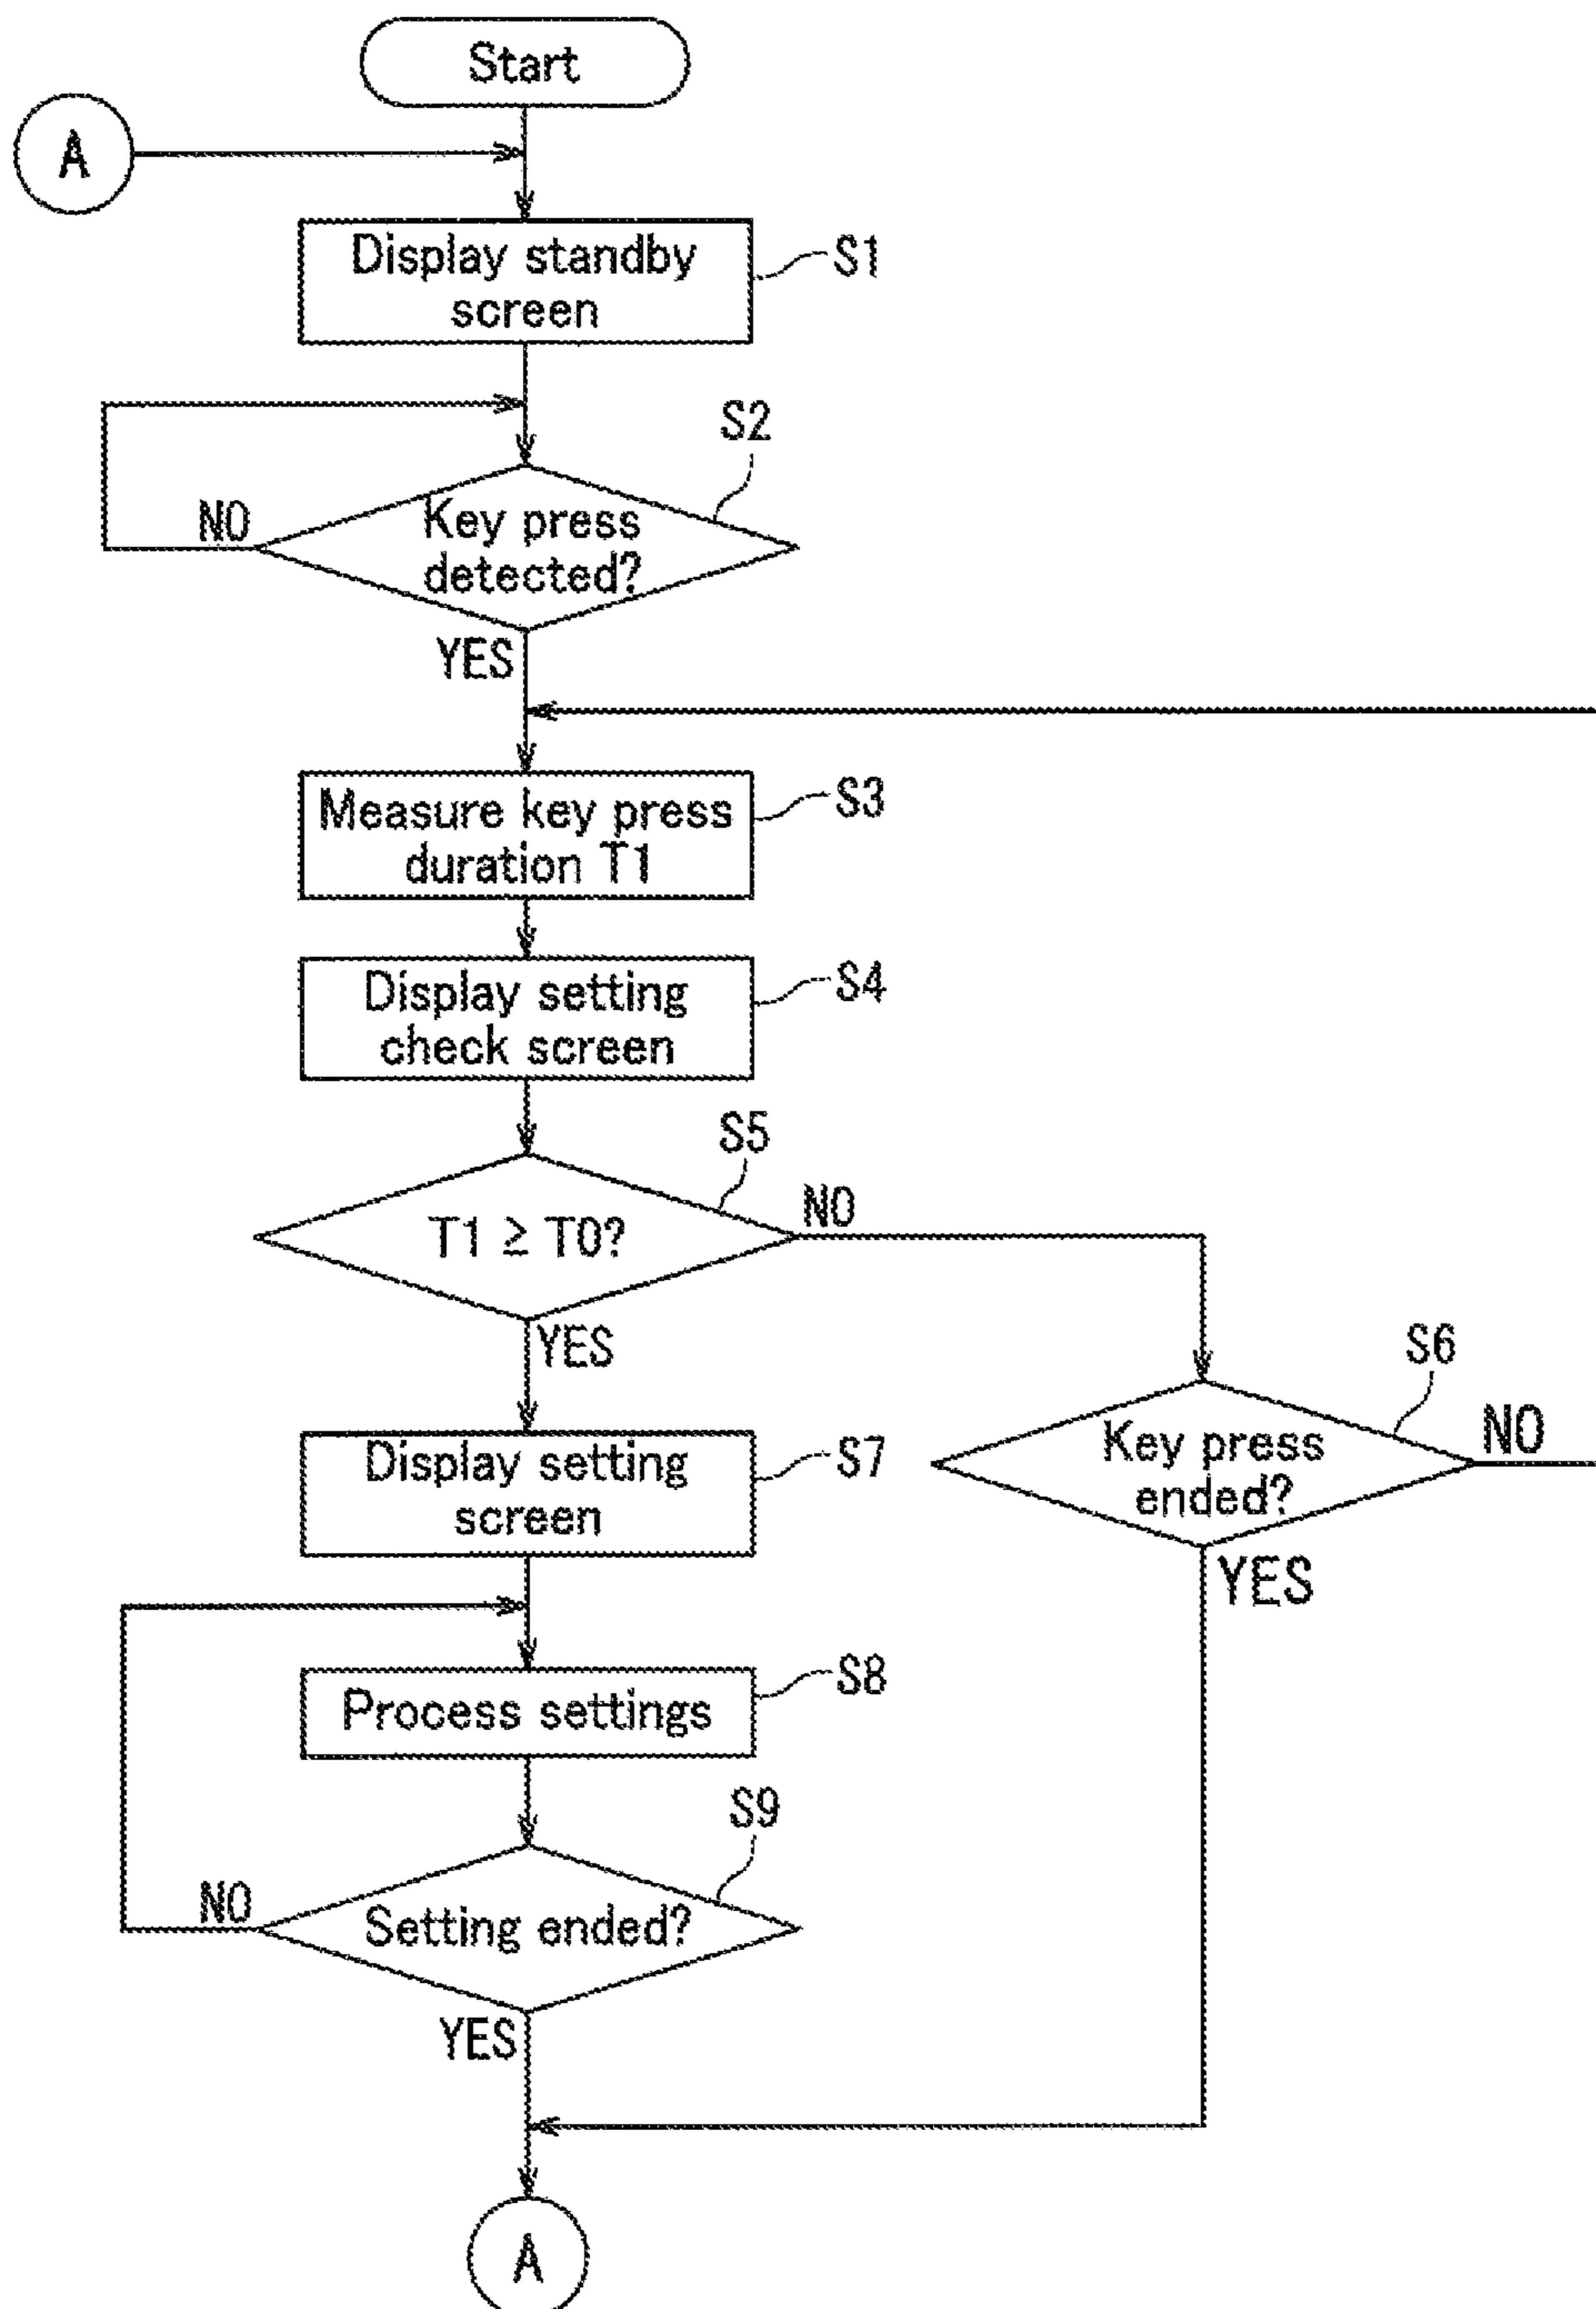 Start
A
Display standby
screen
S1
S2
NO
Key press
detected?
YES
Measure key press
duration T1
S3
Display setting
check screen
S4
S5
T1 ≥ T0?
NO
YES
S6
Key press
ended?
NO
YES
Display setting
screen
S7
Process settings
S8
S9
NO
Setting ended?
YES
A